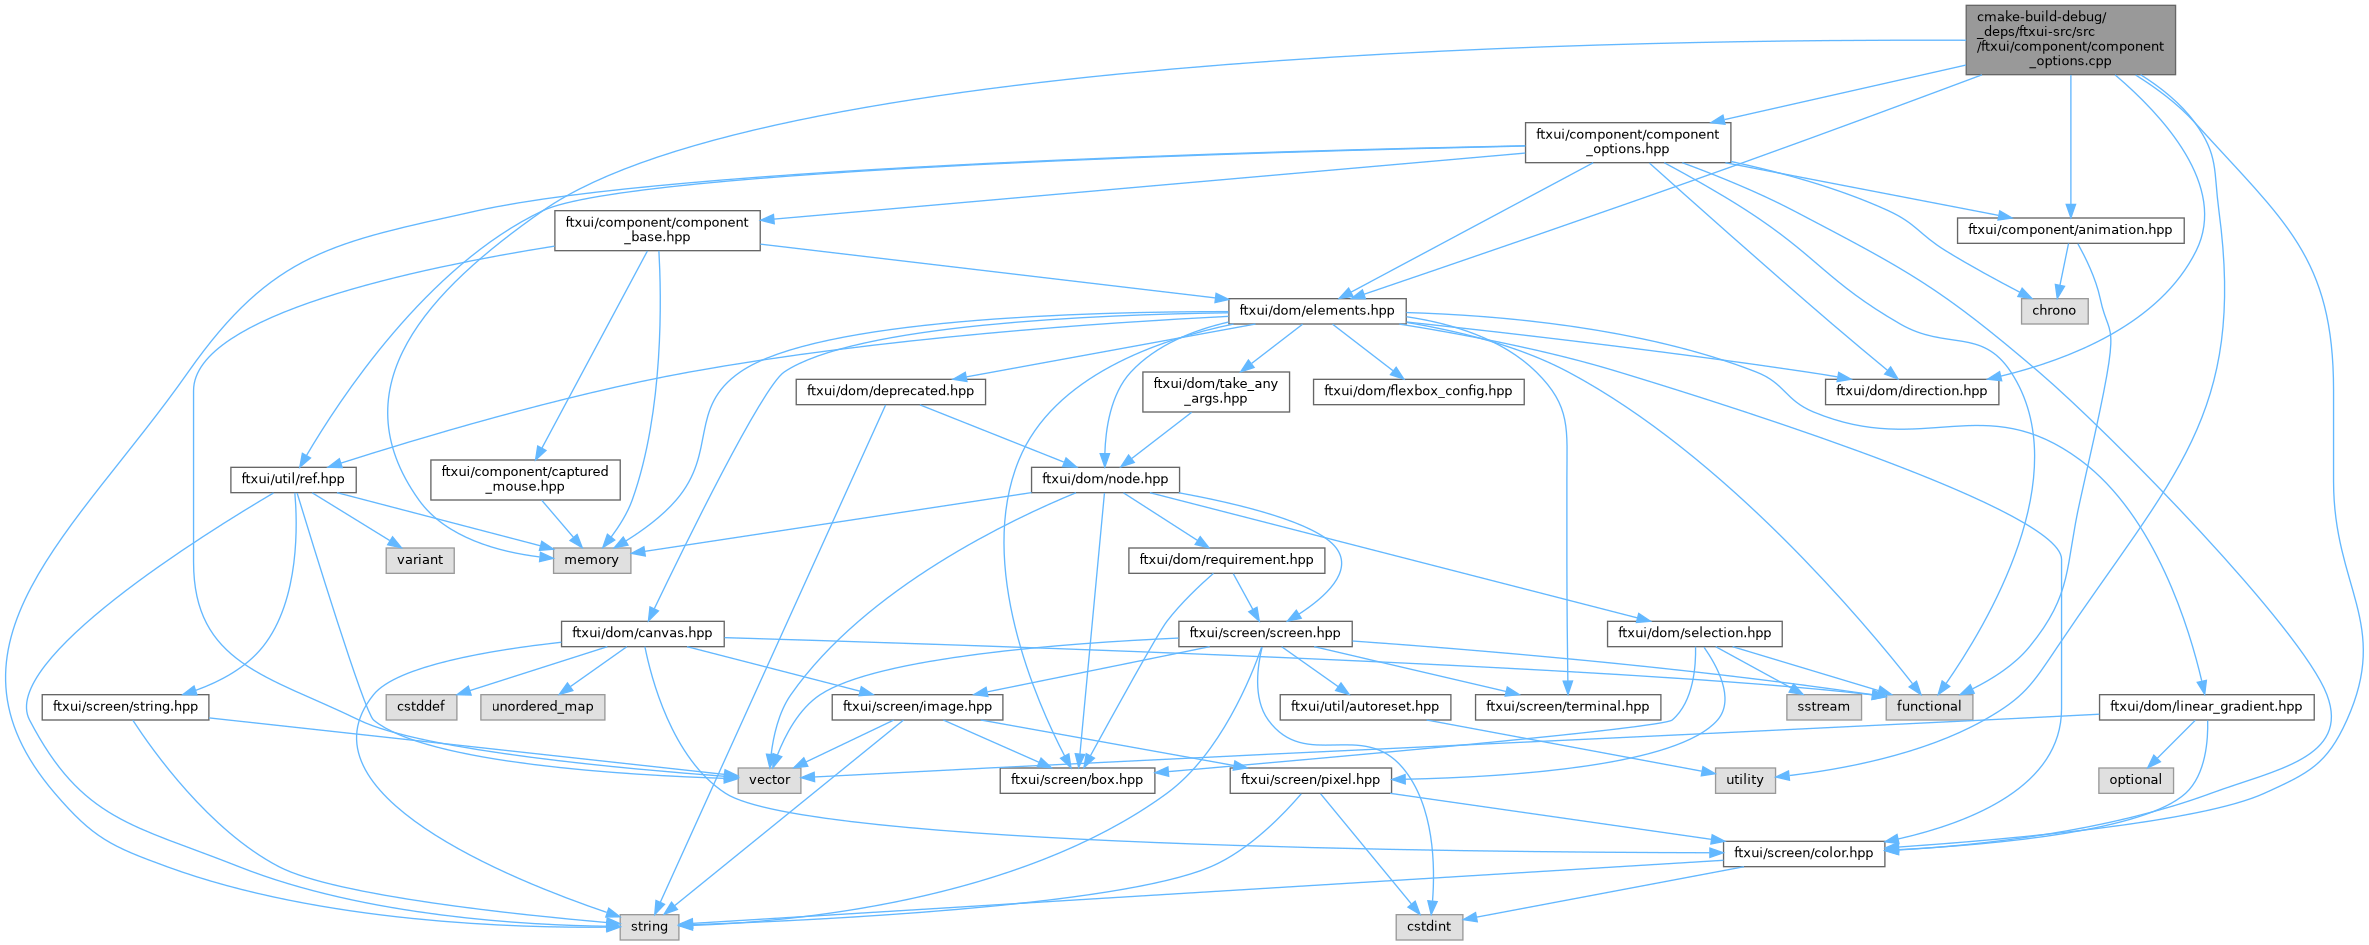 cmake-build-debug/
_deps/ftxui-src/src
/ftxui/component/component
_options.cpp
ftxui/component/component
_options.hpp
ftxui/component/component
_base.hpp
ftxui/component/animation.hpp
ftxui/dom/elements.hpp
chrono
ftxui/dom/deprecated.hpp
ftxui/dom/take_any
_args.hpp
ftxui/dom/flexbox_config.hpp
ftxui/dom/direction.hpp
ftxui/util/ref.hpp
ftxui/component/captured
_mouse.hpp
ftxui/dom/node.hpp
variant
memory
ftxui/dom/requirement.hpp
ftxui/dom/canvas.hpp
ftxui/screen/screen.hpp
ftxui/dom/selection.hpp
ftxui/screen/string.hpp
cstddef
unordered_map
ftxui/screen/image.hpp
ftxui/util/autoreset.hpp
ftxui/screen/terminal.hpp
sstream
functional
ftxui/dom/linear_gradient.hpp
vector
ftxui/screen/box.hpp
ftxui/screen/pixel.hpp
utility
optional
ftxui/screen/color.hpp
string
cstdint